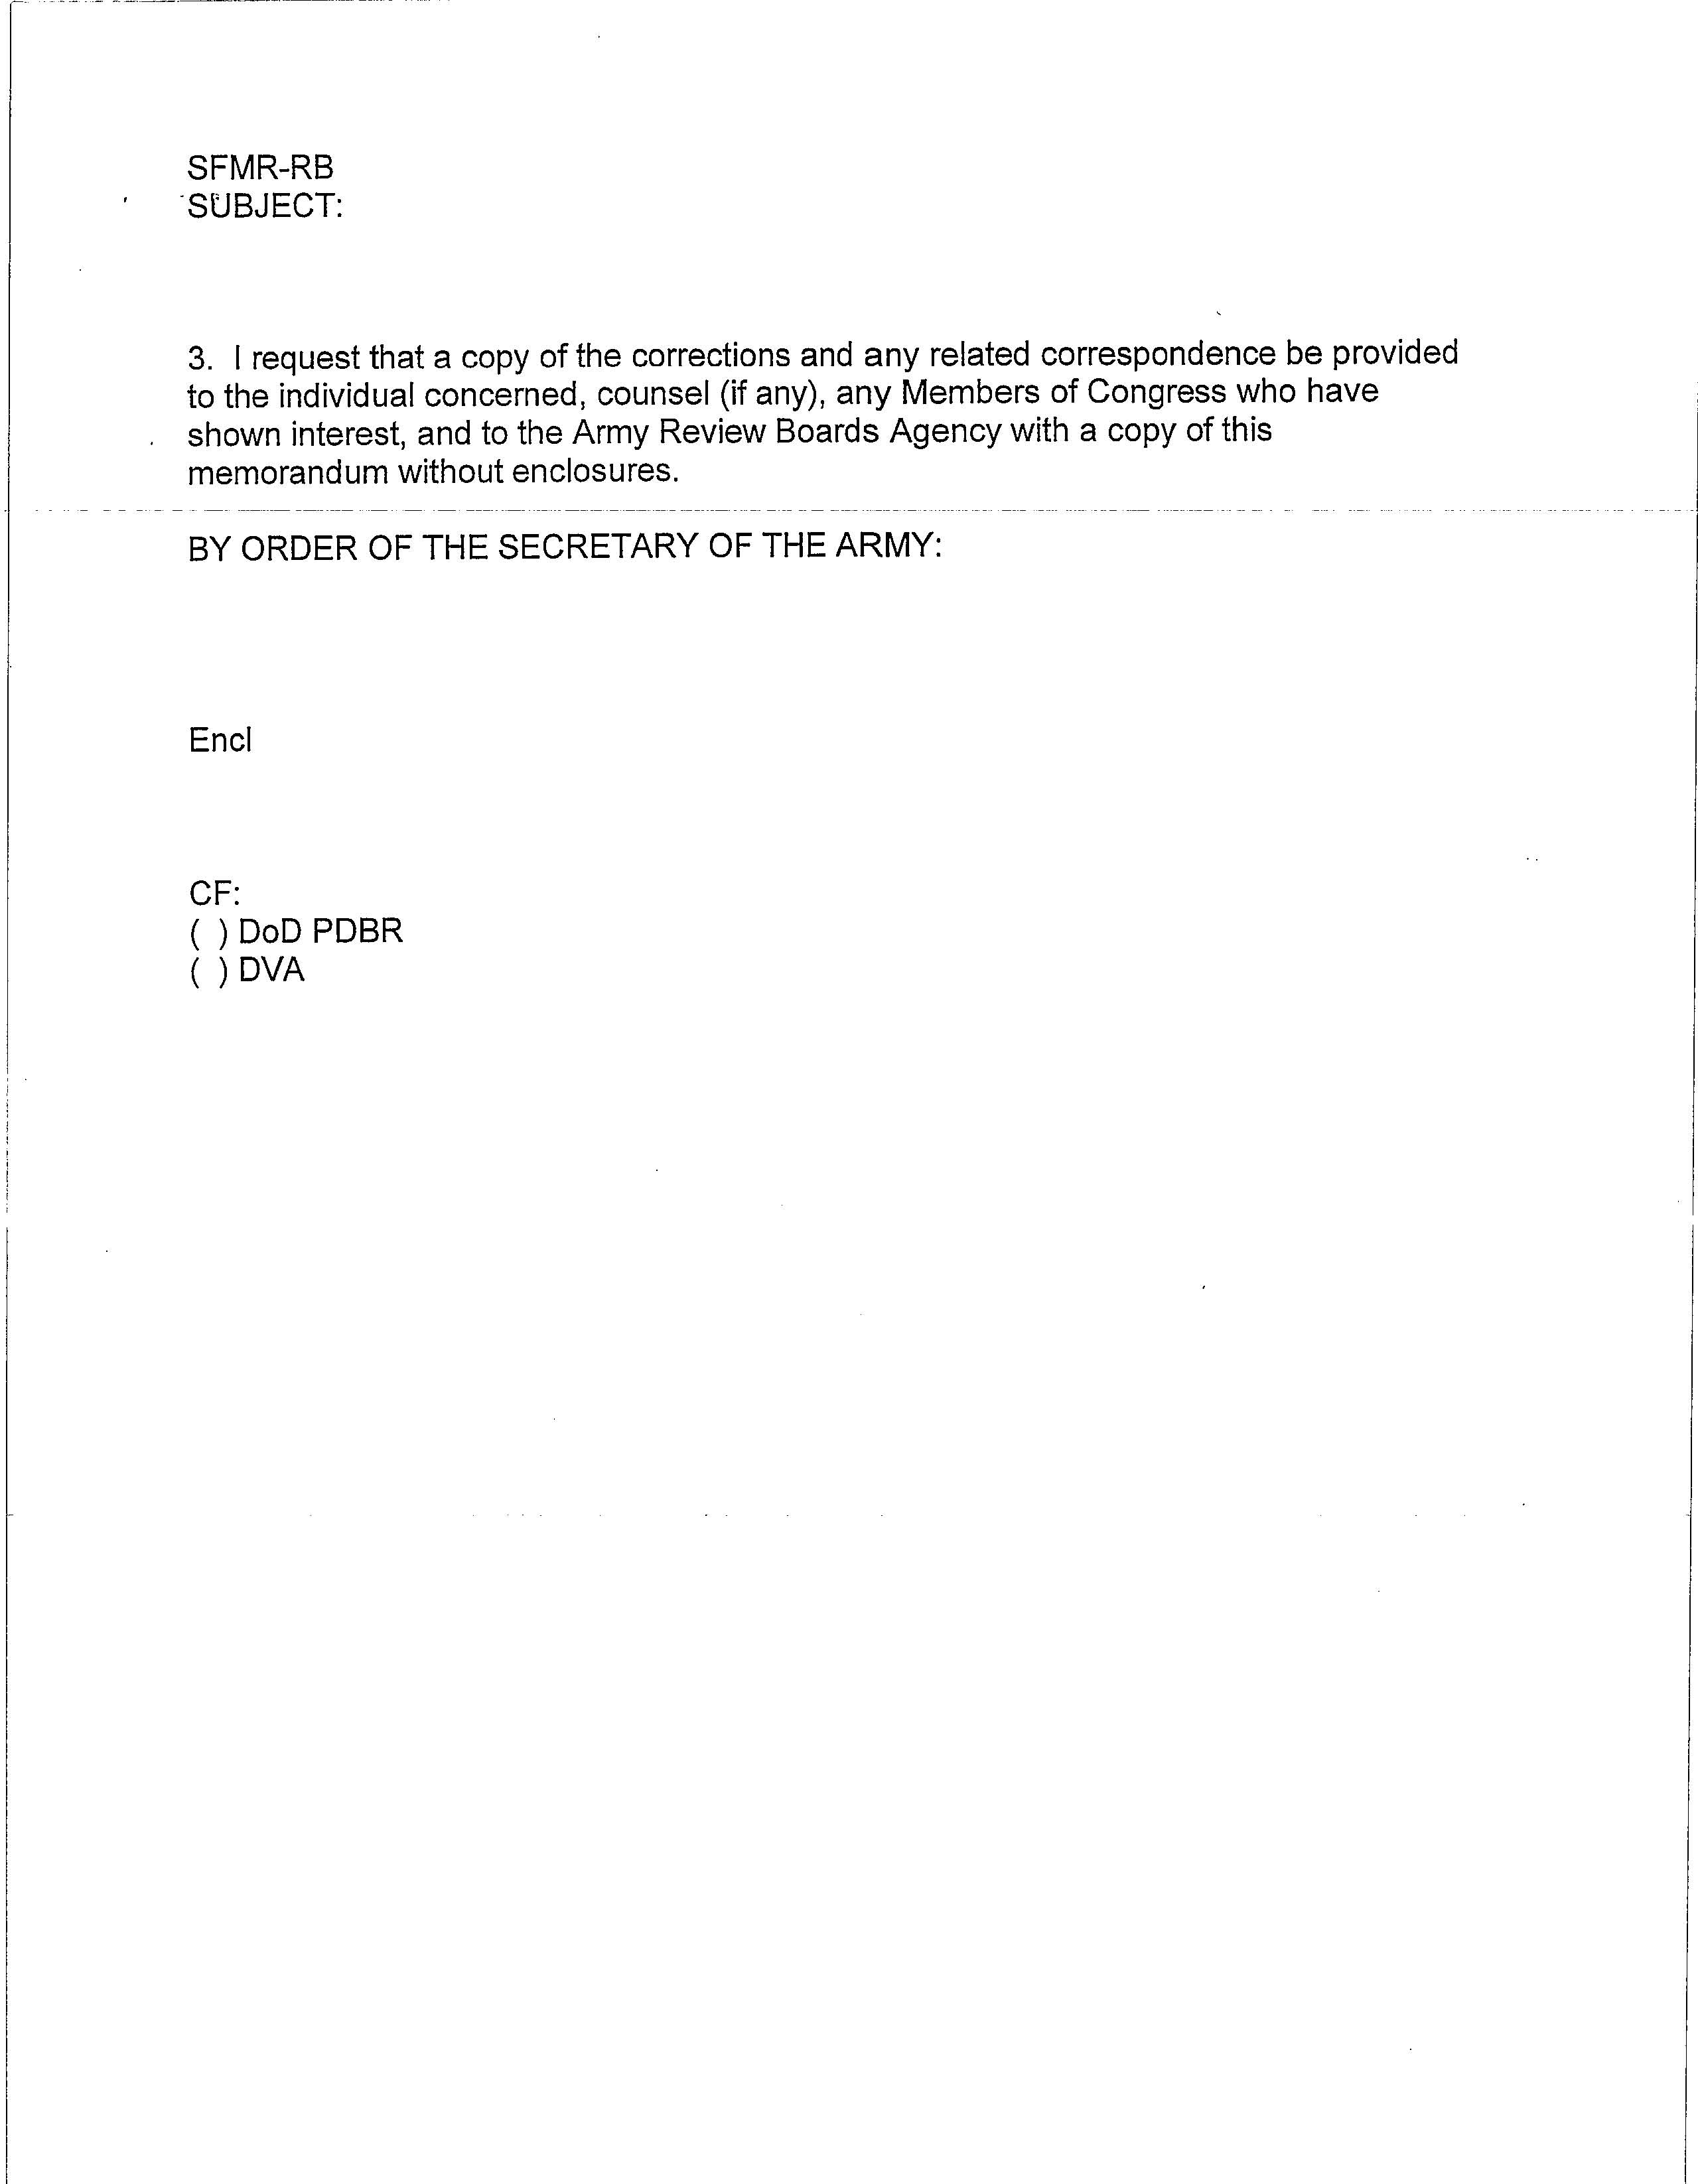 SFMR-RB
SUBJECT:
3. I request that a copy of the corrections and any related correspondence be provided
to the individual concerned, counsel (if any), any Members of Congress who have
shown interest, and to the Army Review Boards Agency with a copy of this
memorandum without enclosures.
BY ORDER OF THE SECRETARY OF THE ARMY:
Encl
CF:
( ) DoD PDBR
( ) DVA